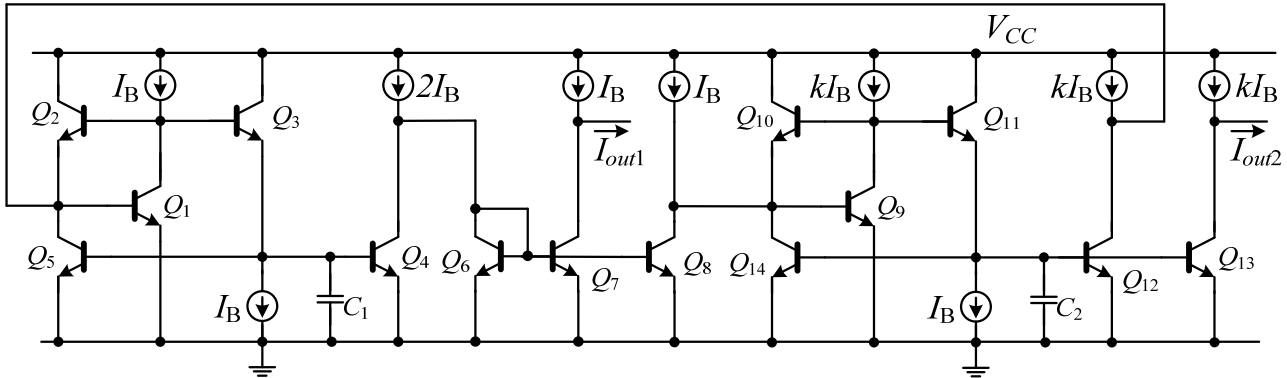 V_CC
Q_2
I_B
Q_3
2I_B
I_B
I_B
Q_10
kI_B
Q_11
kI_B
kI_B
I_out1
I_out2
Q_1
Q_9
Q_5
Q_4
Q_6
Q_7
Q_8
Q_14
Q_12
Q_13
I_B
C_1
I_B
C_2